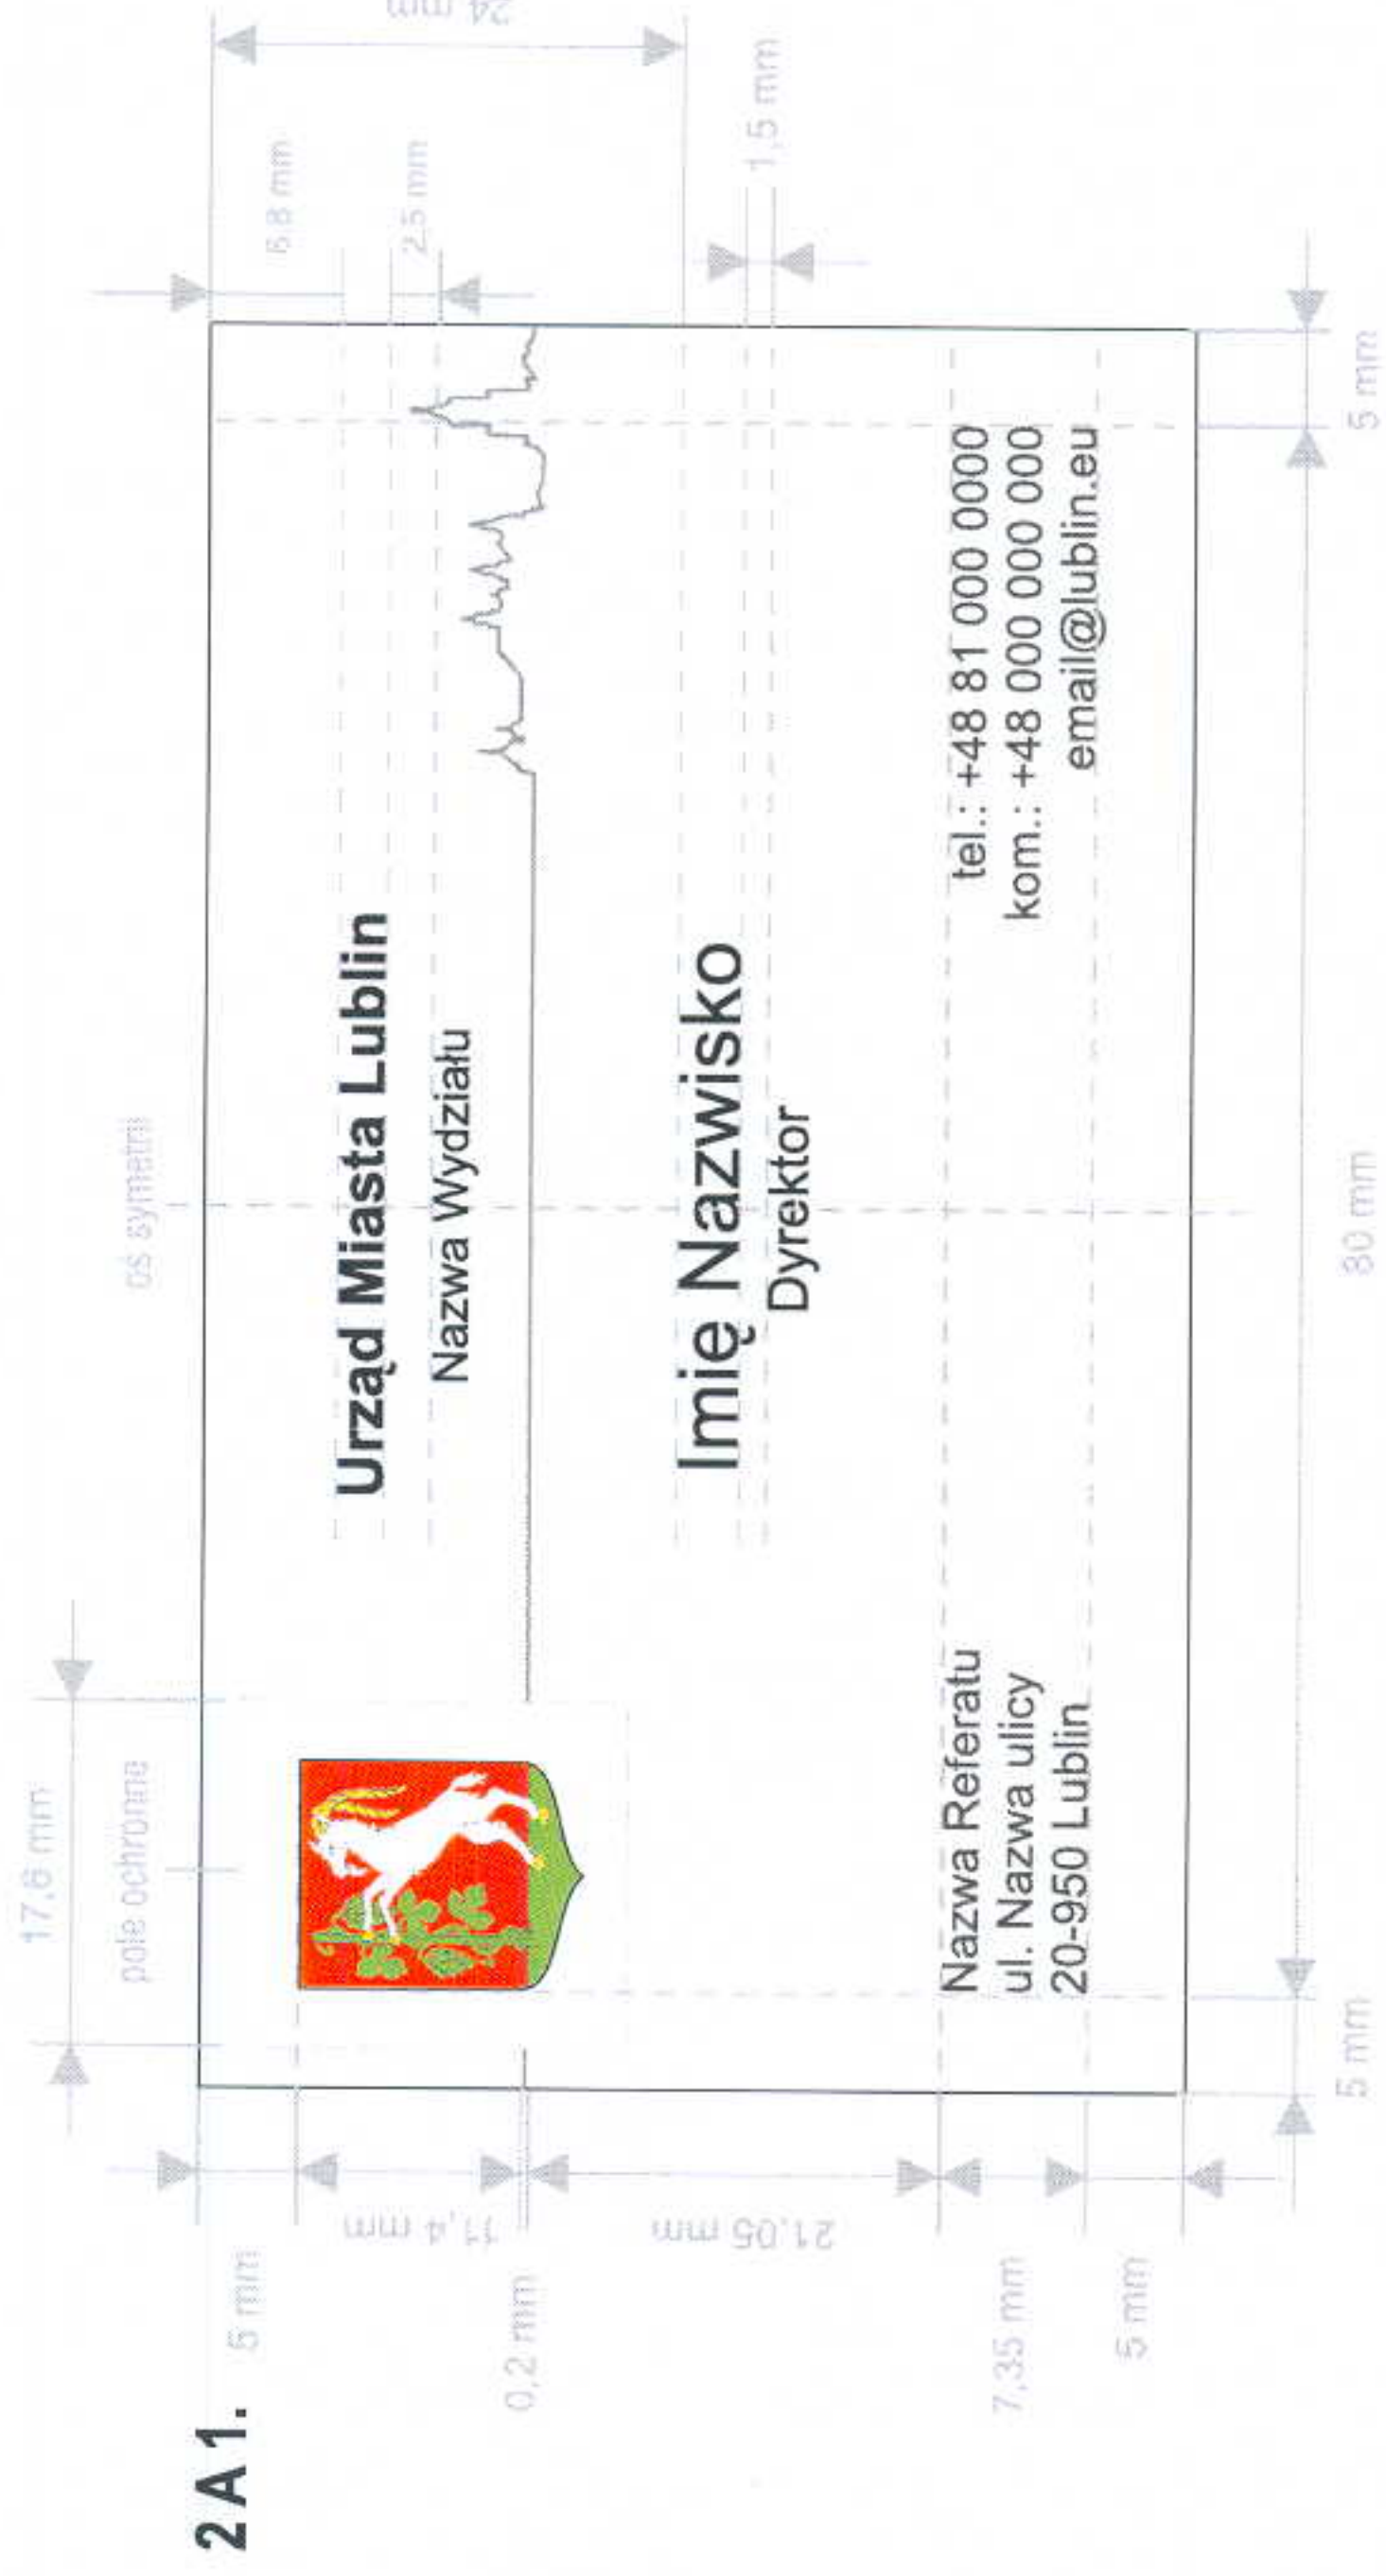 2 A 1.
17,6 mm
pole ochronne
oś symetrii
5 mm
11,4 mm
0,2 mm
21,05 mm
7,35 mm
5 mm
Urząd Miasta Lublin
Nazwa Wydziału
Imię Nazwisko
Dyrektor
Nazwa Referatu
ul. Nazwa ulicy
20-950 Lublin
tel.: +48 81 000 0000
kom.: +48 000 000 000
email@lublin.eu
2,5 mm
24 mm
1,5 mm
5 mm
80 mm
5 mm